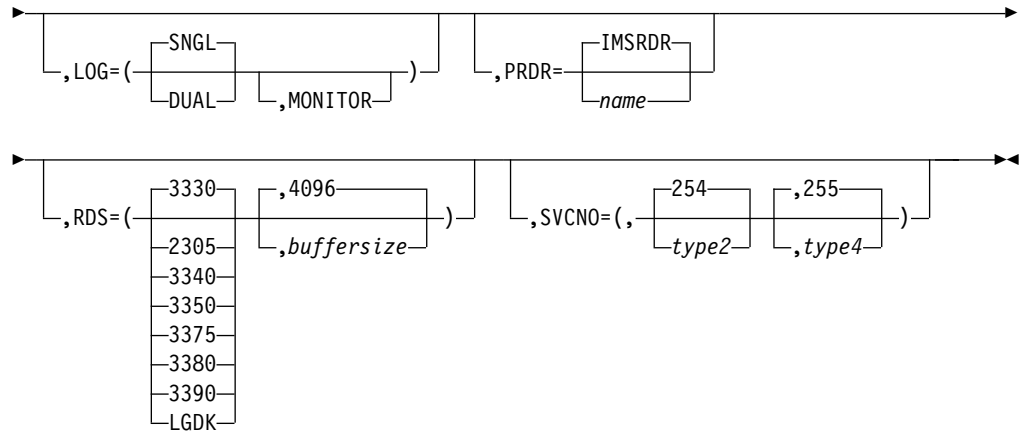 SNGL IMSRDR
,LOG=( ) ,PRDR=
DUAL ,MONITOR name
3330 ,4096 254 ,255
,RDS=( ) ,SVCNO=(, )
2305 ,buffersize type2 ,type4
3340
3350
3375
3380
3390
LGDK